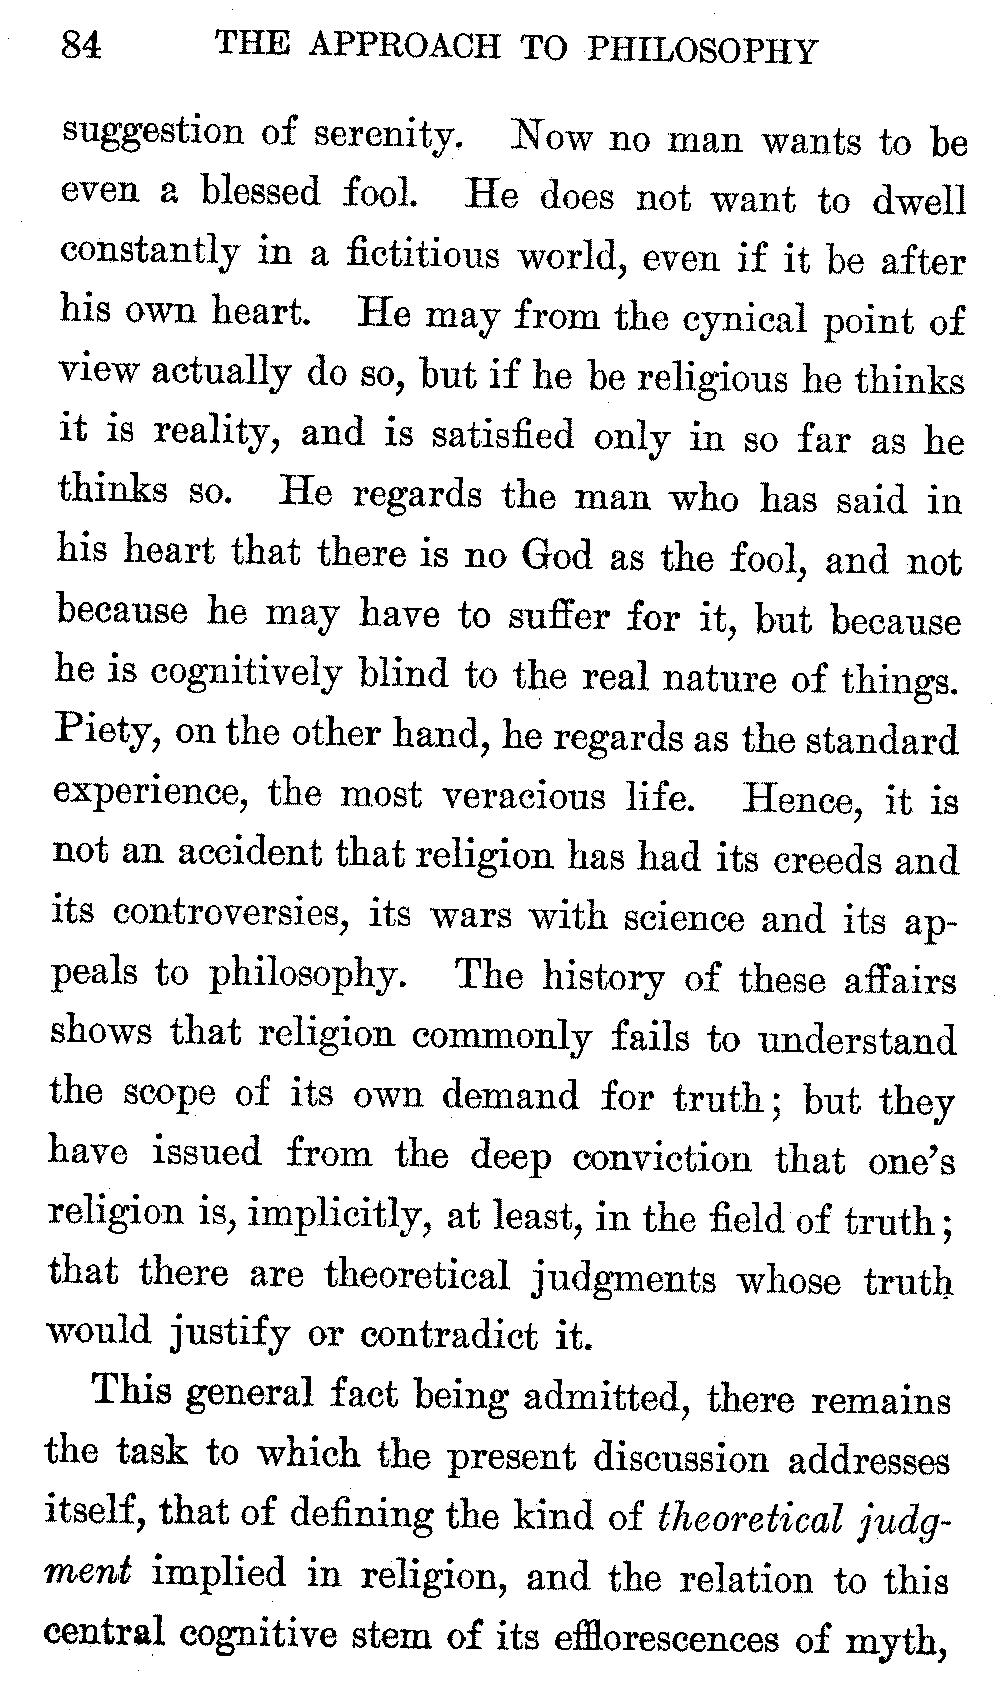 84 THE APPROACH TO PHILOSOPHY
suggestion of serenity. Now no man wants to be
even a blessed fool. He does not want to dwell
constantly in a fictitious world, even if it be after
his own heart. He may from the cynical point of
view actually do so, but if he be religious he thinks
it is reality, and is satisfied only in so far as he
thinks so. He regards the man who has said in
his heart that there is no God as the fool, and not
because he may have to suffer for it, but because
he is cognitively blind to the real nature of things.
Piety, on the other hand, he regards as the standard
experience, the most veracious life. Hence, it is
not an accident that religion has had its creeds and
its controversies, its wars with science and its ap-
peals to philosophy. The history of these affairs
shows that religion commonly fails to understand
the scope of its own demand for truth; but they
have issued from the deep conviction that one's
religion is, implicitly, at least, in the field of truth;
that there are theoretical judgments whose truth
would justify or contradict it.
This general fact being admitted, there remains
the task to which the present discussion addresses
itself, that of defining the kind of theoretical judg-
ment implied in religion, and the relation to this
central cognitive stem of its efflorescences of myth,